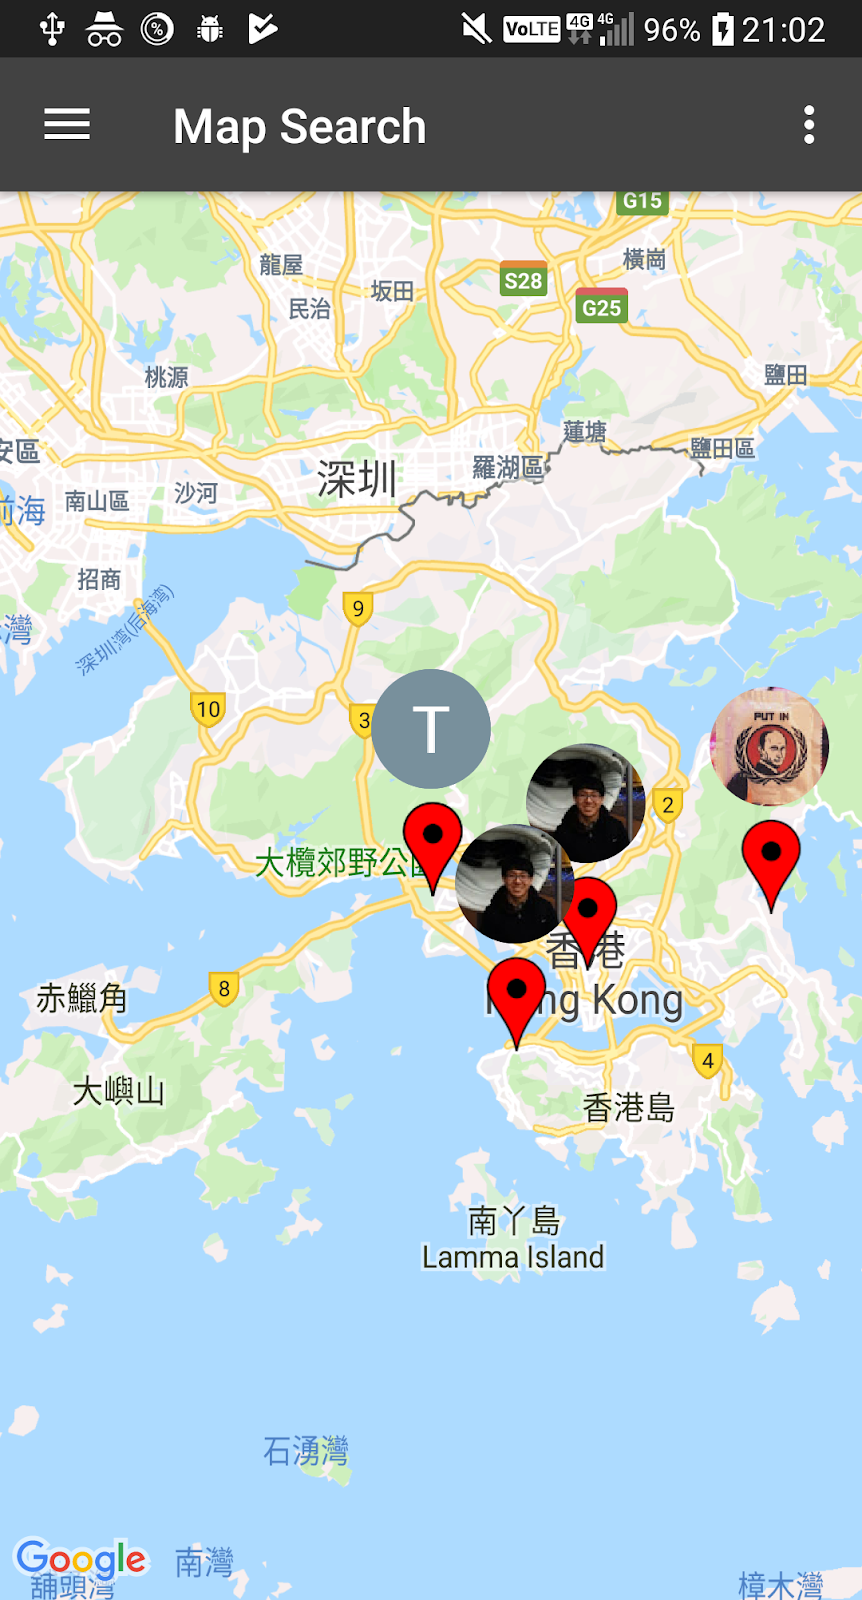 VoLTE 4G 4G 96% 21:02
Map Search
G15
龍屋
橫崗
坂田
S28
民治
G25
桃源
鹽田
蓮塘
安區
鹽田區
羅湖區
深圳
沙河
南山區
前海
招商
深圳湾(后海湾)
灣
9
10
3
T
PUT IN
2
大欖郊野公園
香港
Hong Kong
8
赤鱲角
4
大嶼山
香港島
南丫島
Lamma Island
石湧灣
Google
南灣
舖頭灣
樟木灣